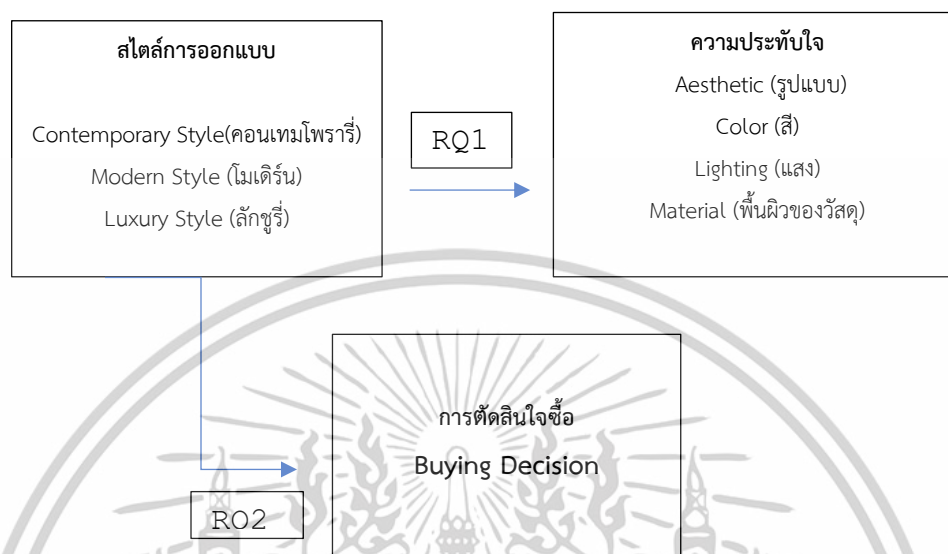 สไตล์การออกแบบ
Contemporary Style(คอนเทมโพรารี่)
Modern Style (โมเดิร์น)
Luxury Style (ลักชูรี่)
RQ1
ความประทับใจ
Aesthetic (รูปแบบ)
Color (สี)
Lighting (แสง)
Material (พื้นผิวของวัสดุ)
การตัดสินใจซื้อ
Buying Decision
RQ2